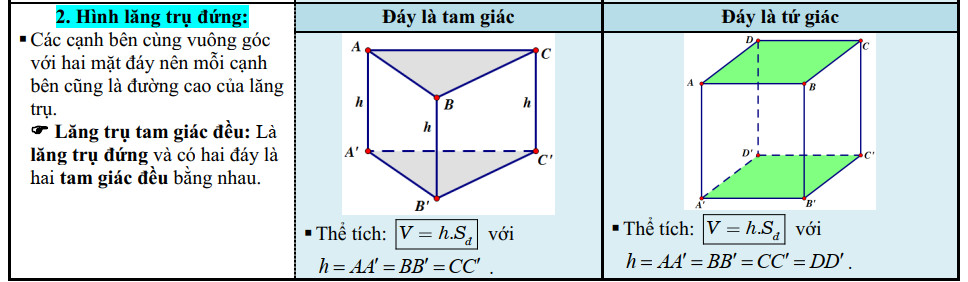 2. Hình lăng trụ đứng:
▪ Các cạnh bên cùng vuông góc
với hai mặt đáy nên mỗi cạnh
bên cũng là đường cao của lăng
trụ.
☞ Lăng trụ tam giác đều: Là
lăng trụ đứng và có hai đáy là
hai tam giác đều bằng nhau.
Đáy là tam giác
A
C
h
B
h
h
A'
C'
B'
▪ Thể tích: V = h.S_d với
h = AA' = BB' = CC' .
Đáy là tứ giác
D
C
A
B
D'
C'
A'
B'
▪ Thể tích: V = h.S_d với
h = AA' = BB' = CC' = DD' .